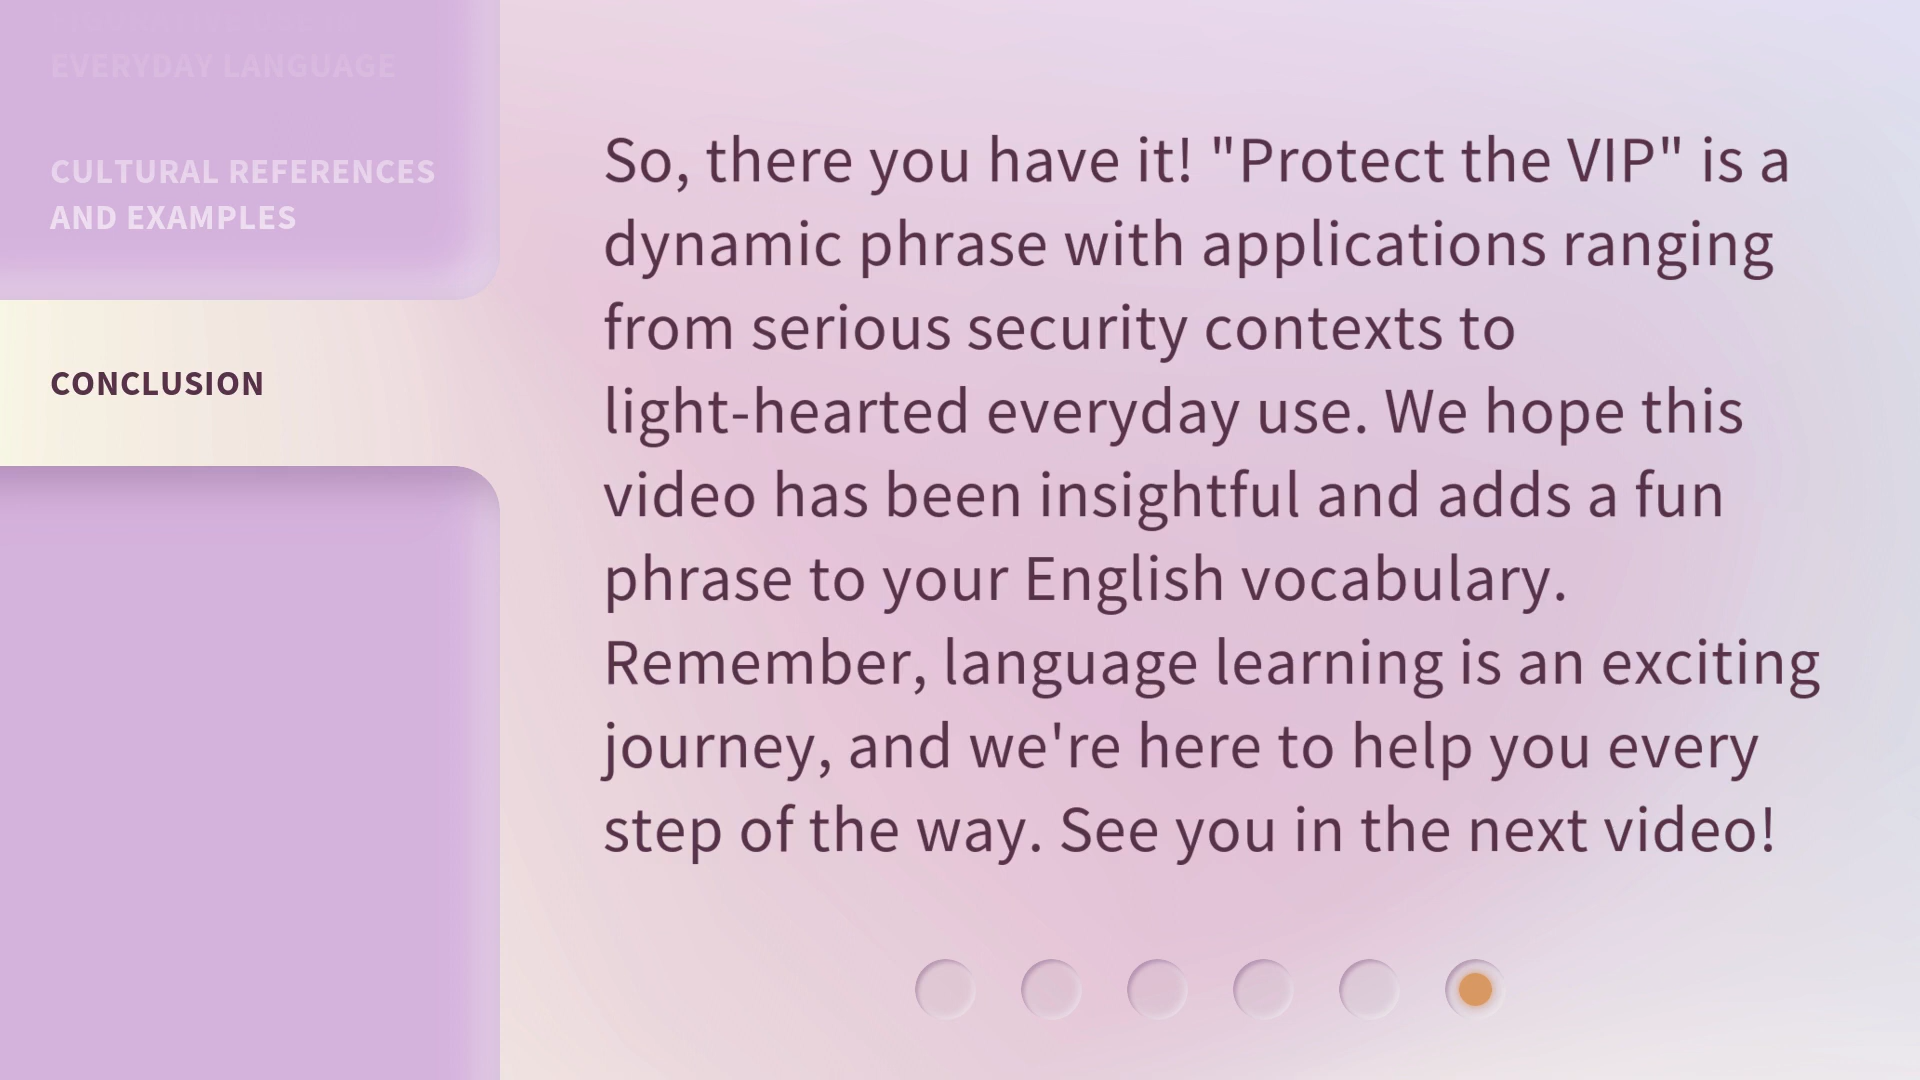 EVERYDAY LANGUAGE
CULTURAL REFERENCES
AND EXAMPLES
CONCLUSION
So, there you have it! "Protect the VIP" is a
dynamic phrase with applications ranging
from serious security contexts to
light-hearted everyday use. We hope this
video has been insightful and adds a fun
phrase to your English vocabulary.
Remember, language learning is an exciting
journey, and we're here to help you every
step of the way. See you in the next video!